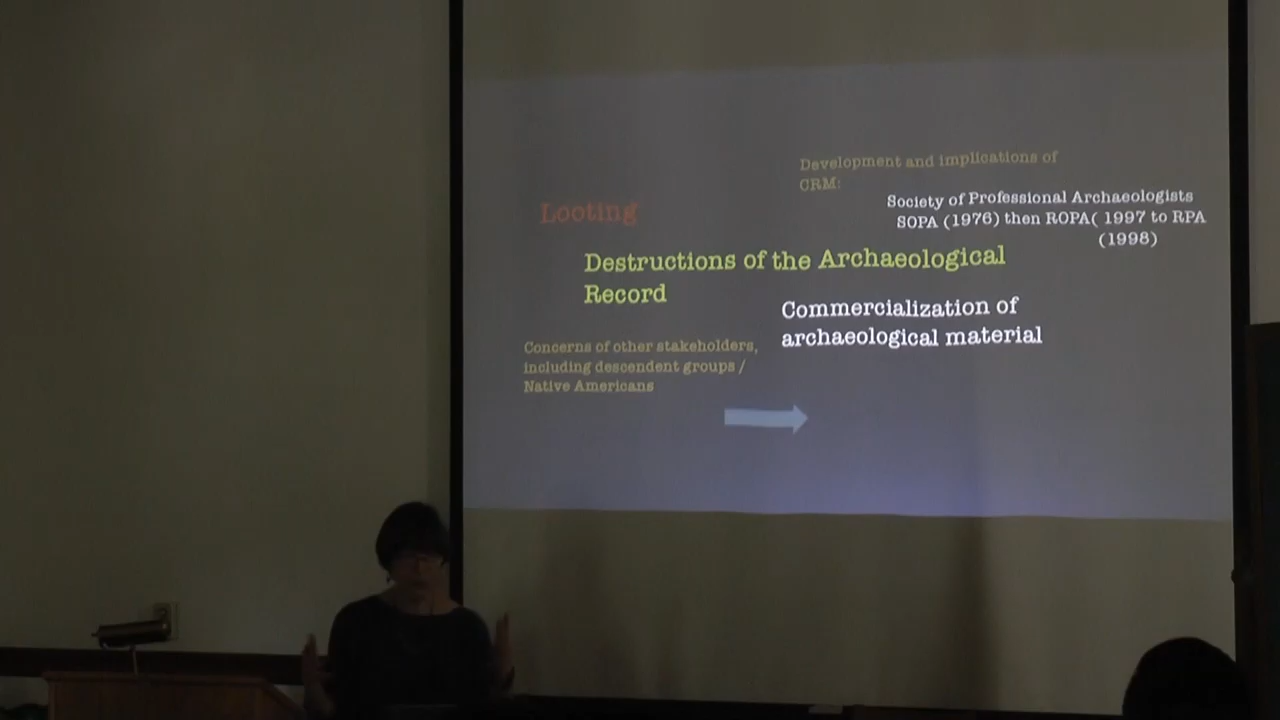 Development and implications of
CRM:
Society of Professional Archaeologists
SOPA (1976) then ROPA( 1997 to RPA
(1998)
Looting
Destructions of the Archaeological
Record
Commercialization of
archaeological material
Concerns of other stakeholders,
including descendent groups /
Native Americans